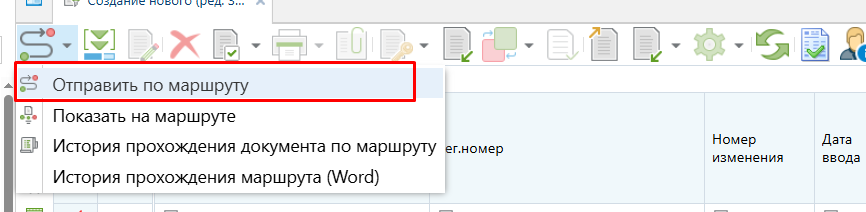 Создание нового (ред. 3...
Отправить по маршруту
Показать на маршруте
История прохождения документа по маршруту
История прохождения маршрута (Word)
ег.номер
Номер
изменения
Дата
ввода